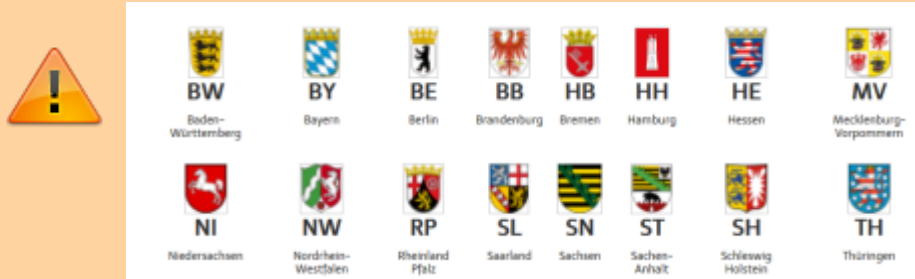 BW BY BE BB HB HH HE MV
Baden- Bayern Berlin Brandenburg Bremen Hamburg Hessen Mecklenburg-
Württemberg Vorpommern
NI NW RP SL SN ST SH TH
Niedersachsen Nordrhein- Rheinland Saarland Sachsen Sachen- Schleswig Thüringen
Westfalen Pfalz Anhalt Holstein